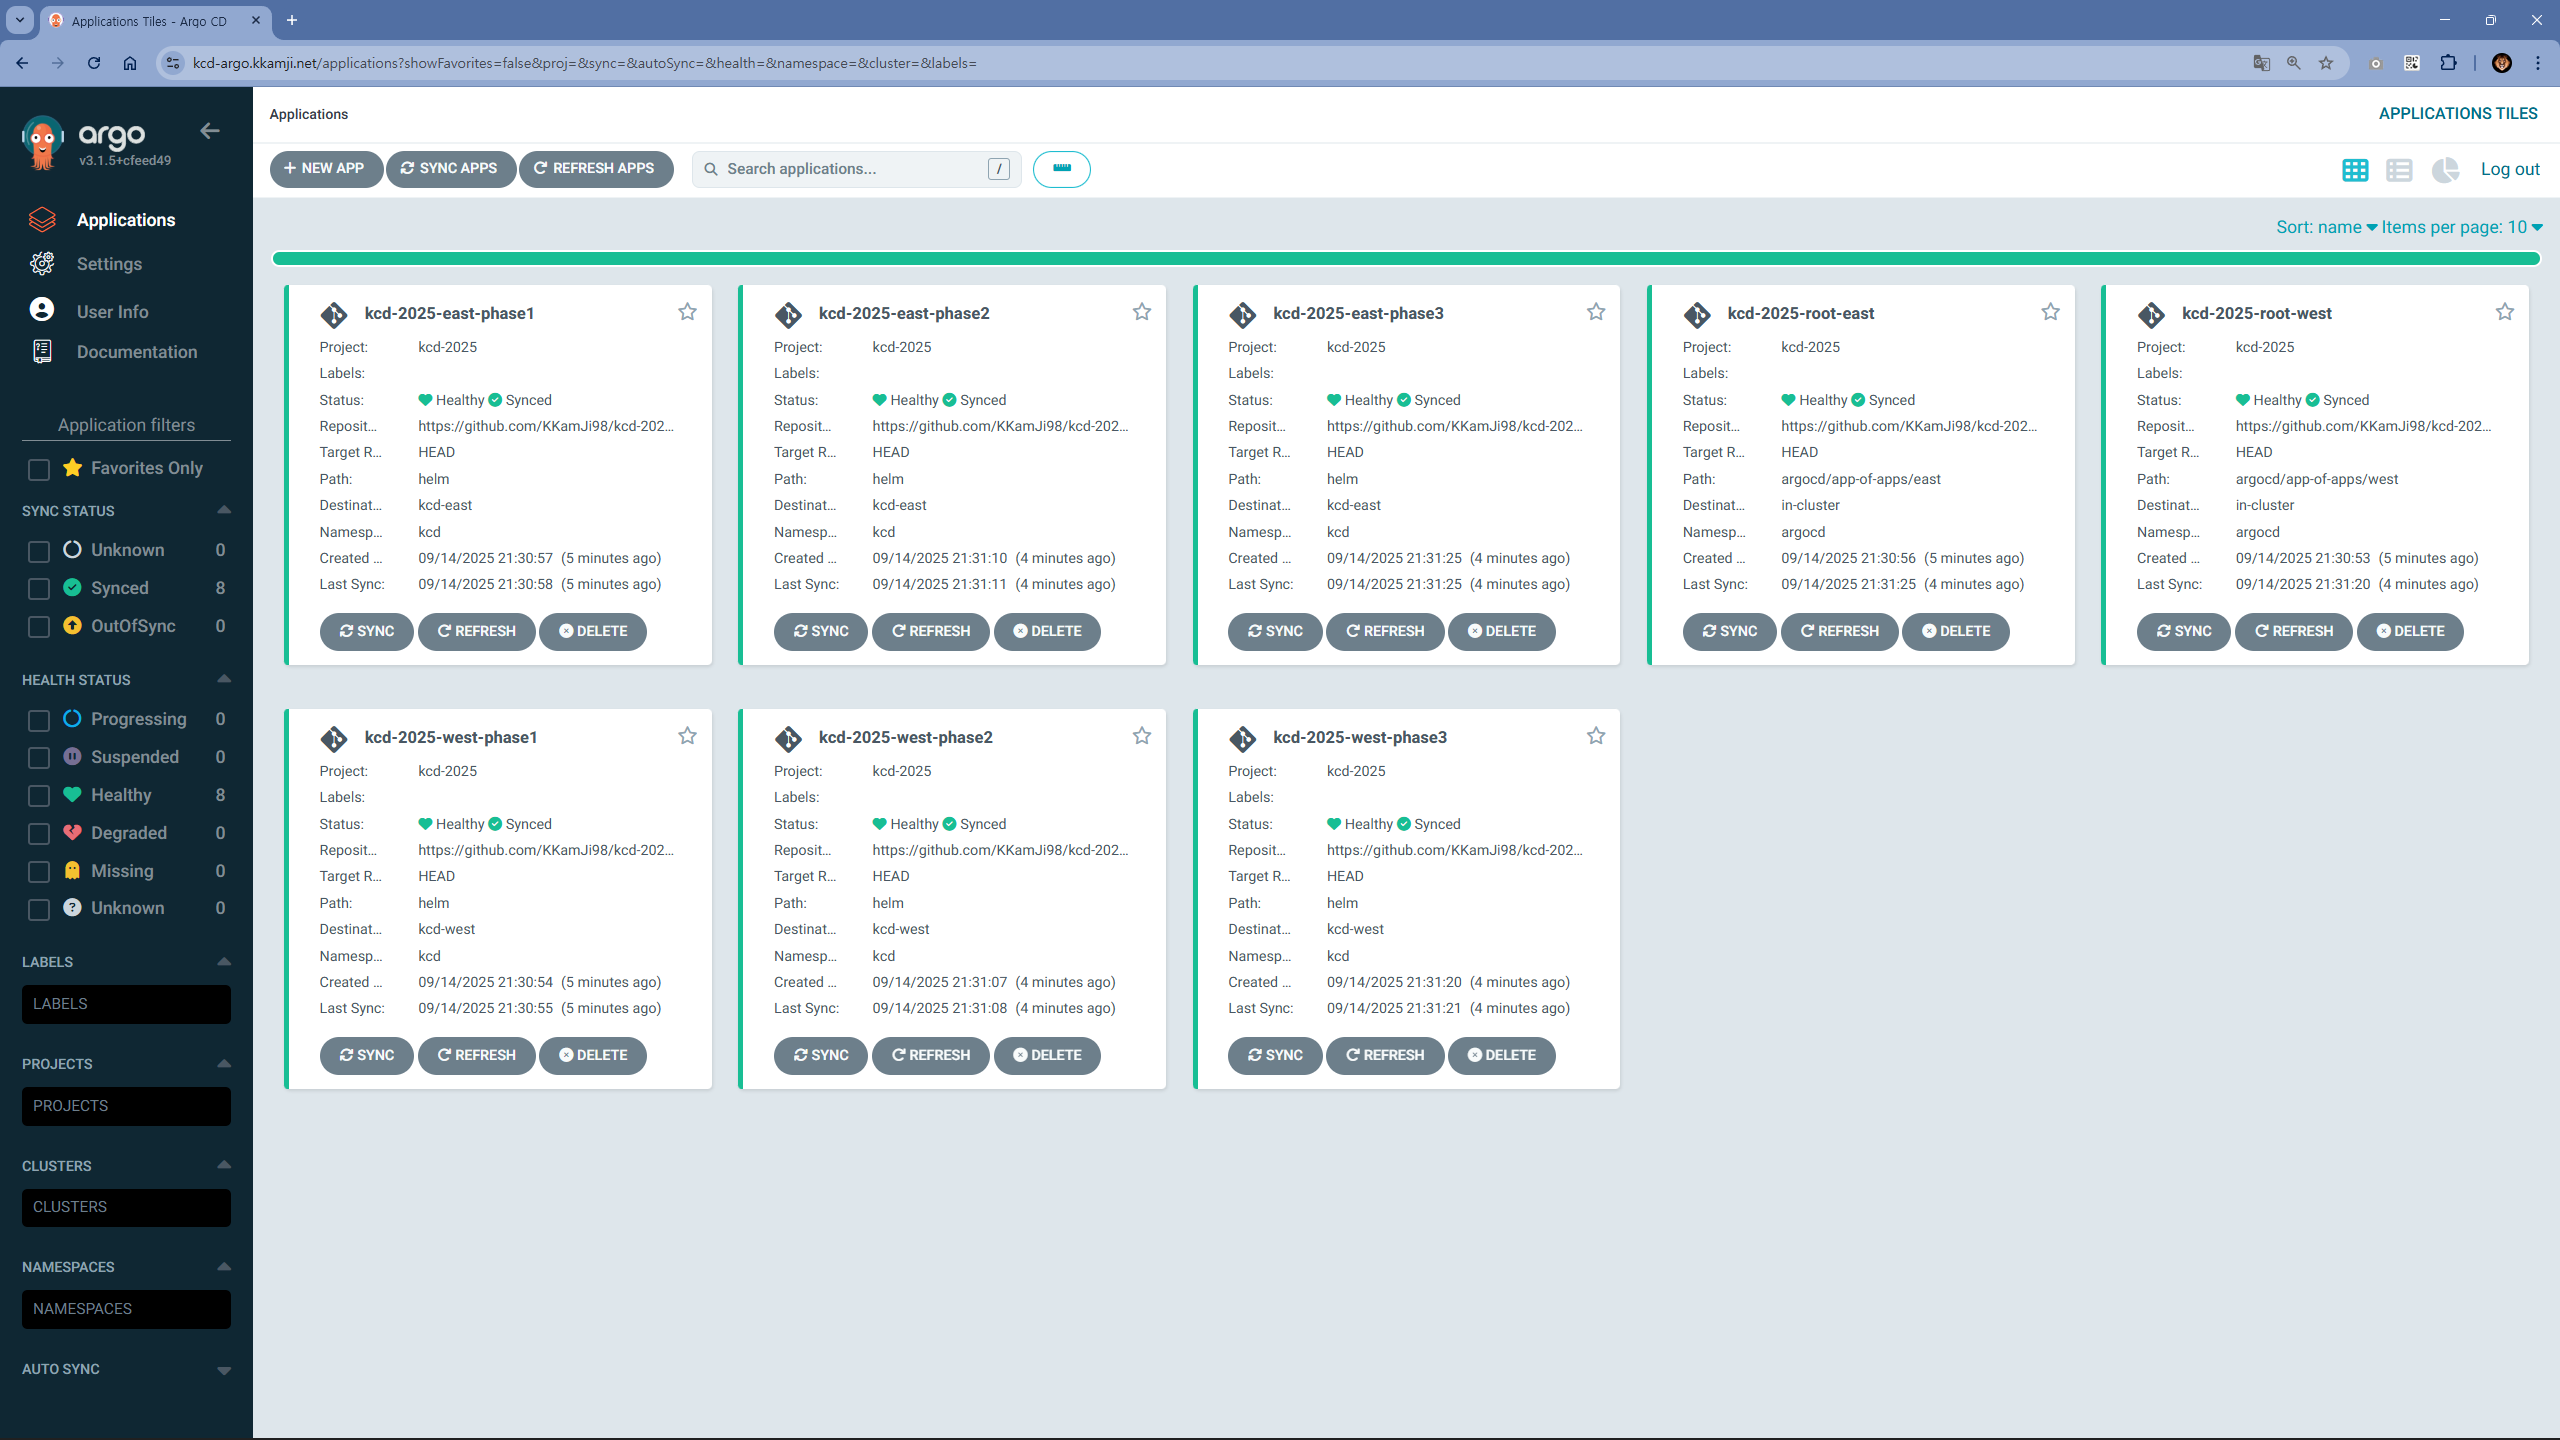 Applications Tiles - Argo CD
kcd-argo.kkamji.net/applications?showFavorites=false&proj=&sync=&autoSync=&health=&namespace=&cluster=&labels=
argo
v3.1.5+cfeed49
Applications
Settings
User Info
Documentation
Application filters
Favorites Only
SYNC STATUS
Unknown 0
Synced 8
OutOfSync 0
HEALTH STATUS
Progressing 0
Suspended 0
Healthy 8
Degraded 0
Missing 0
Unknown 0
LABELS
LABELS
PROJECTS
PROJECTS
CLUSTERS
CLUSTERS
NAMESPACES
NAMESPACES
AUTO SYNC
Applications
APPLICATIONS TILES
NEW APP SYNC APPS REFRESH APPS Search applications... / Log out
Sort: name Items per page: 10
kcd-2025-east-phase1
Project: kcd-2025
Labels:
Status: Healthy Synced
Reposit... https://github.com/KKamJi98/kcd-202...
Target R... HEAD
Path: helm
Destinat... kcd-east
Namesp... kcd
Created ... 09/14/2025 21:30:57 (5 minutes ago)
Last Sync: 09/14/2025 21:30:58 (5 minutes ago)
SYNC REFRESH DELETE
kcd-2025-east-phase2
Project: kcd-2025
Labels:
Status: Healthy Synced
Reposit... https://github.com/KKamJi98/kcd-202...
Target R... HEAD
Path: helm
Destinat... kcd-east
Namesp... kcd
Created ... 09/14/2025 21:31:10 (4 minutes ago)
Last Sync: 09/14/2025 21:31:11 (4 minutes ago)
SYNC REFRESH DELETE
kcd-2025-east-phase3
Project: kcd-2025
Labels:
Status: Healthy Synced
Reposit... https://github.com/KKamJi98/kcd-202...
Target R... HEAD
Path: helm
Destinat... kcd-east
Namesp... kcd
Created ... 09/14/2025 21:31:25 (4 minutes ago)
Last Sync: 09/14/2025 21:31:25 (4 minutes ago)
SYNC REFRESH DELETE
kcd-2025-root-east
Project: kcd-2025
Labels:
Status: Healthy Synced
Reposit... https://github.com/KKamJi98/kcd-202...
Target R... HEAD
Path: argocd/app-of-apps/east
Destinat... in-cluster
Namesp... argocd
Created ... 09/14/2025 21:30:56 (5 minutes ago)
Last Sync: 09/14/2025 21:31:25 (4 minutes ago)
SYNC REFRESH DELETE
kcd-2025-root-west
Project: kcd-2025
Labels:
Status: Healthy Synced
Reposit... https://github.com/KKamJi98/kcd-202...
Target R... HEAD
Path: argocd/app-of-apps/west
Destinat... in-cluster
Namesp... argocd
Created ... 09/14/2025 21:30:53 (5 minutes ago)
Last Sync: 09/14/2025 21:31:20 (4 minutes ago)
SYNC REFRESH DELETE
kcd-2025-west-phase1
Project: kcd-2025
Labels:
Status: Healthy Synced
Reposit... https://github.com/KKamJi98/kcd-202...
Target R... HEAD
Path: helm
Destinat... kcd-west
Namesp... kcd
Created ... 09/14/2025 21:30:54 (5 minutes ago)
Last Sync: 09/14/2025 21:30:55 (5 minutes ago)
SYNC REFRESH DELETE
kcd-2025-west-phase2
Project: kcd-2025
Labels:
Status: Healthy Synced
Reposit... https://github.com/KKamJi98/kcd-202...
Target R... HEAD
Path: helm
Destinat... kcd-west
Namesp... kcd
Created ... 09/14/2025 21:31:07 (4 minutes ago)
Last Sync: 09/14/2025 21:31:08 (4 minutes ago)
SYNC REFRESH DELETE
kcd-2025-west-phase3
Project: kcd-2025
Labels:
Status: Healthy Synced
Reposit... https://github.com/KKamJi98/kcd-202...
Target R... HEAD
Path: helm
Destinat... kcd-west
Namesp... kcd
Created ... 09/14/2025 21:31:20 (4 minutes ago)
Last Sync: 09/14/2025 21:31:21 (4 minutes ago)
SYNC REFRESH DELETE